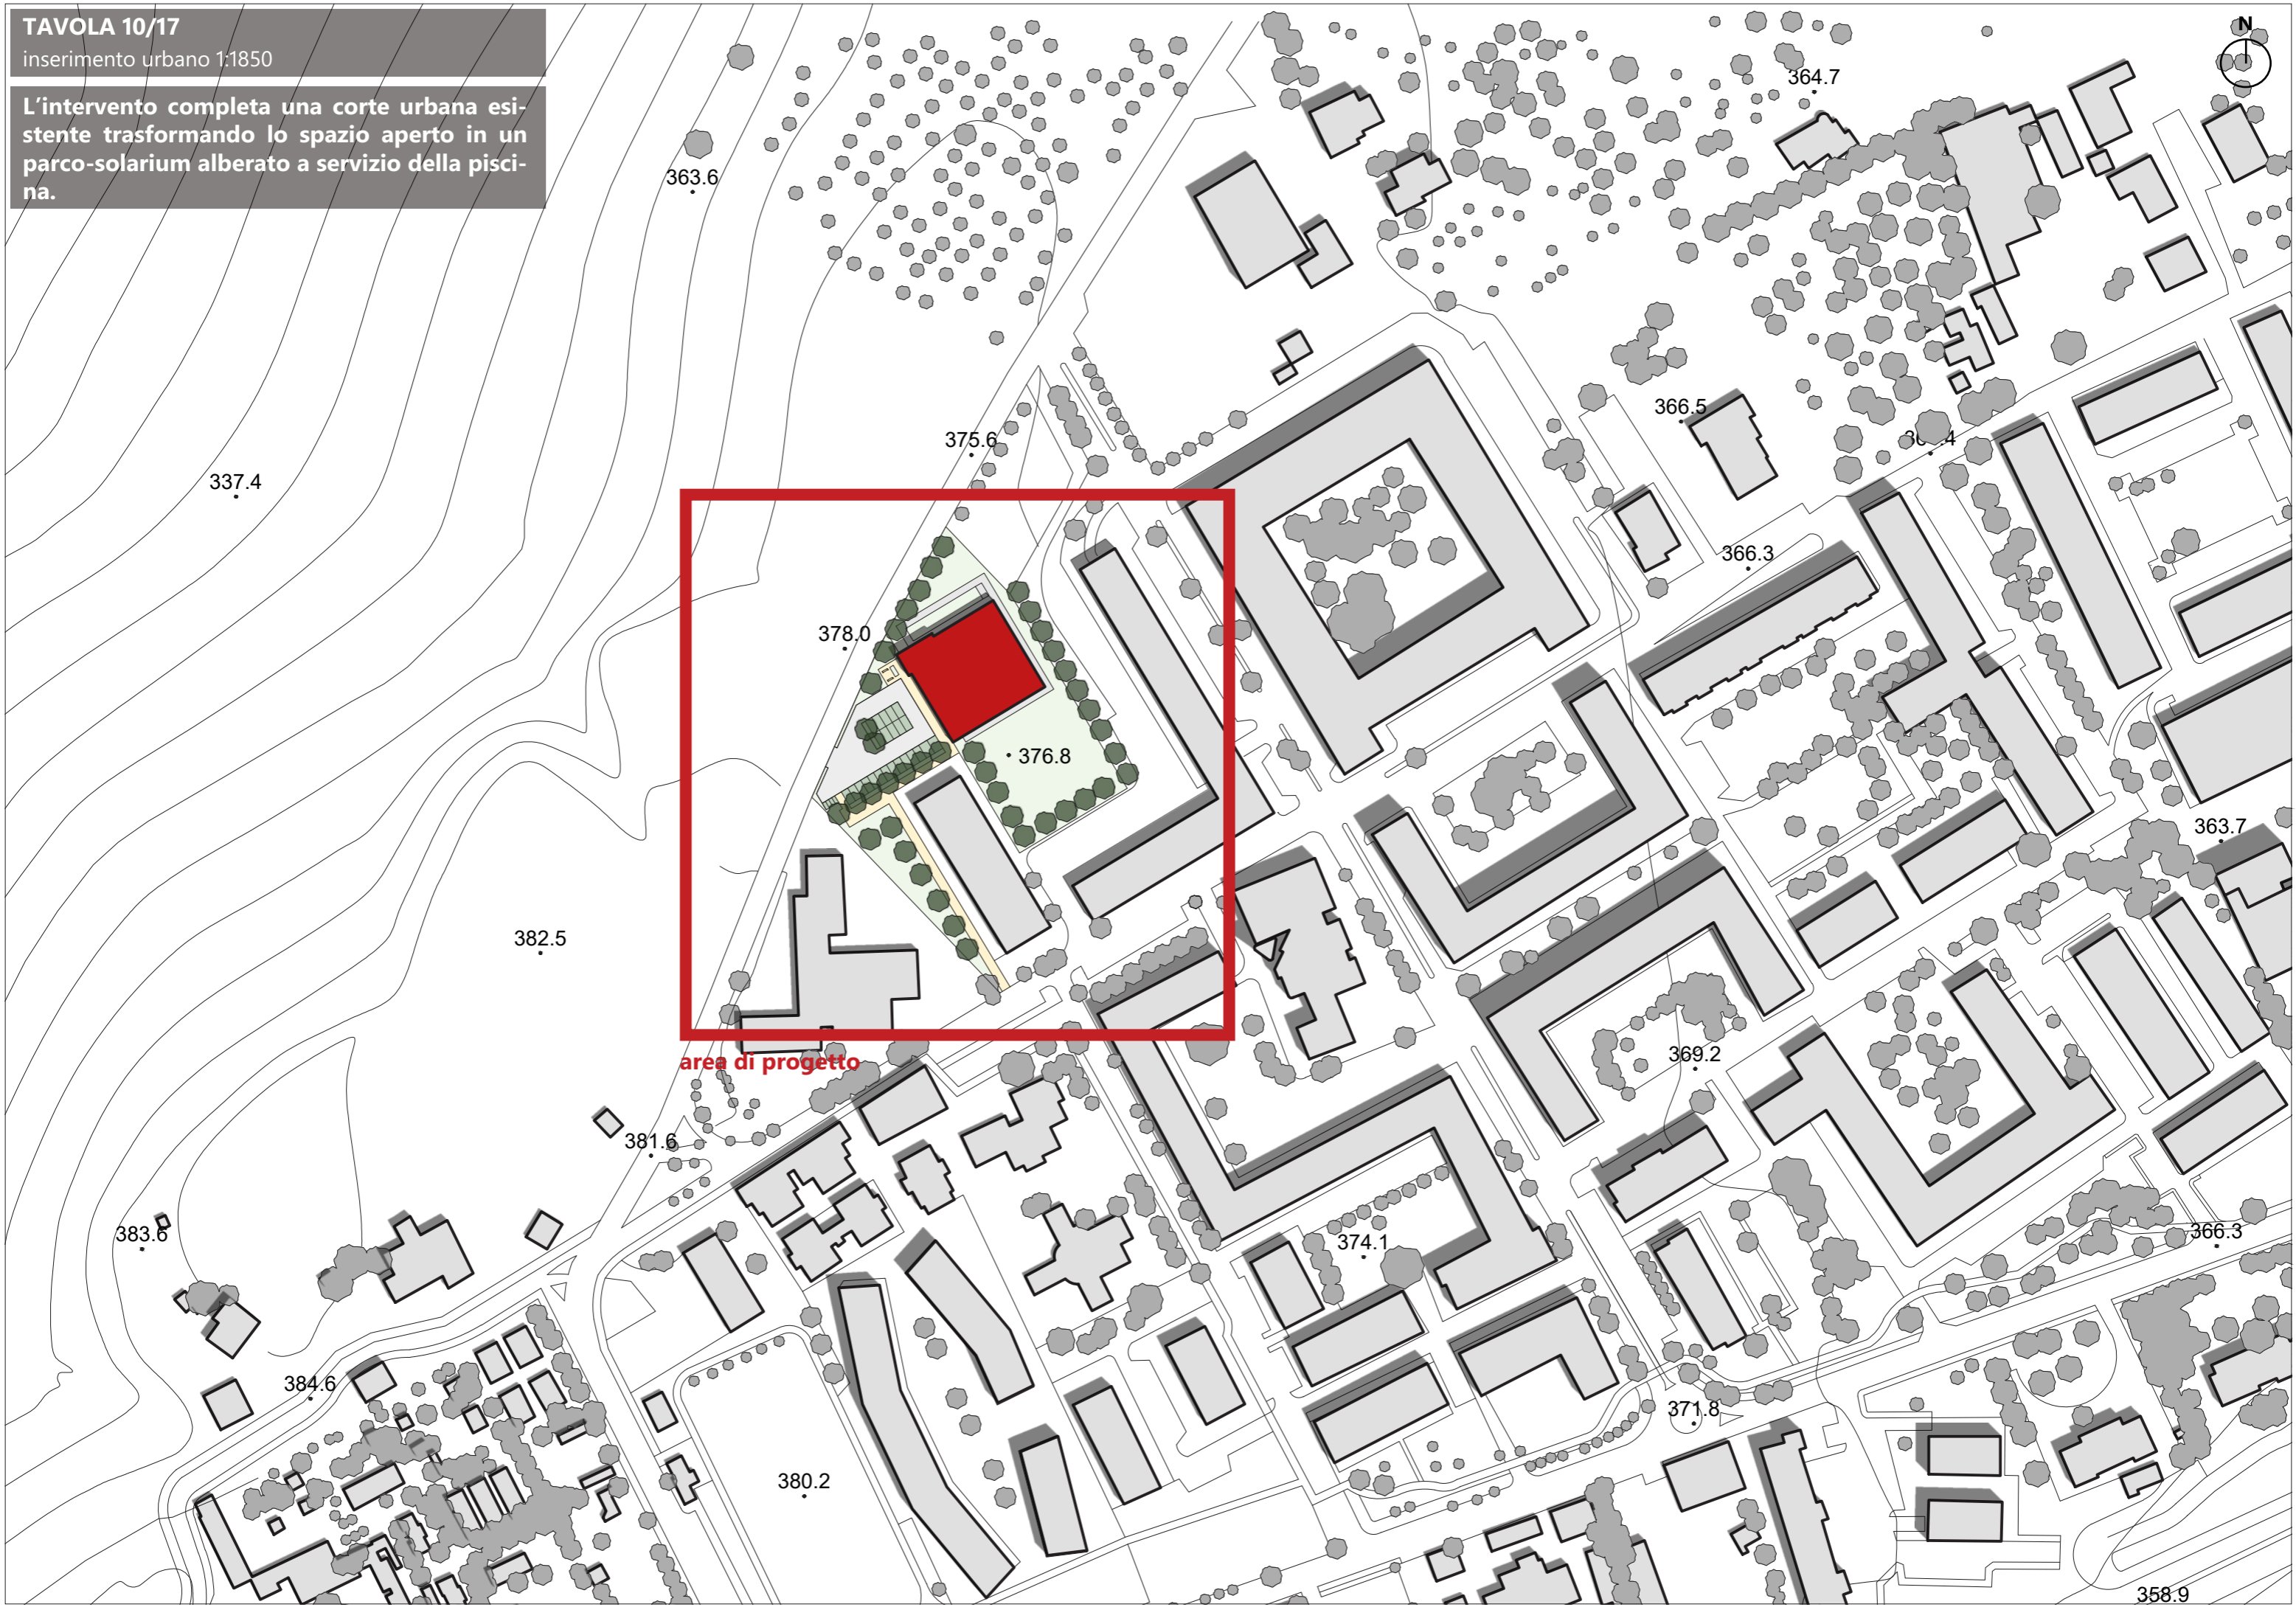 TAVOLA 10/17
inserimento urbano 1:1850
L'intervento completa una corte urbana esi-
stente trasformando lo spazio aperto in un
parco-solarium alberato a servizio della pisci-
na.
N
364.7
363.6
366.5
375.6
337.4
366.3
378.0
376.8
363.7
382.5
area di progetto
369.2
381.6
383.6
374.1
366.3
384.6
371.8
380.2
358.9